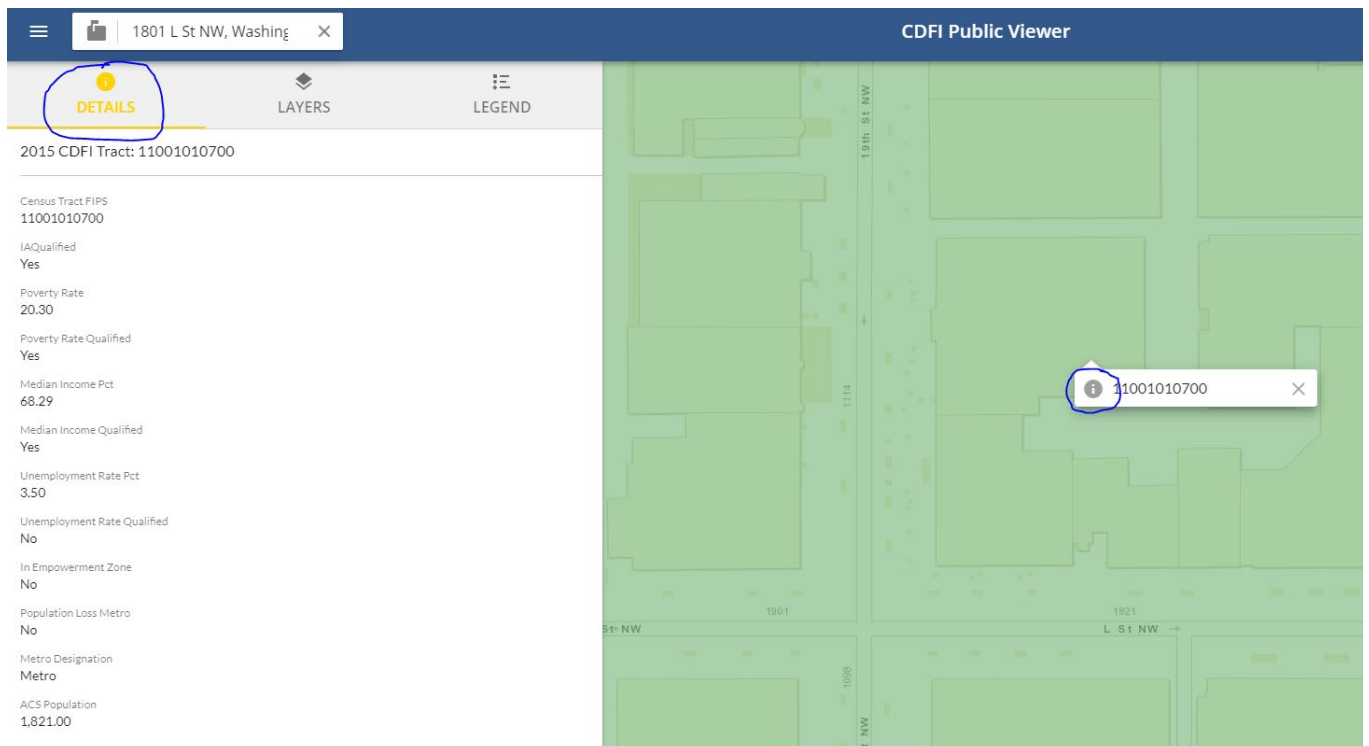 1801 L St NW, Washing
CDFI Public Viewer
DETAILS
LAYERS
LEGEND
2015 CDFI Tract: 11001010700
Census Tract FIPS
11001010700
IAQualified
Yes
Poverty Rate
20.30
Poverty Rate Qualified
Yes
Median Income Pct
68.29
Median Income Qualified
Yes
Unemployment Rate Pct
3.50
Unemployment Rate Qualified
No
In Empowerment Zone
No
Population Loss Metro
No
Metro Designation
Metro
ACS Population
1,821.00
19th St NW
1114
11001010700
1901
1821
St NW
L St NW
1098
t NW